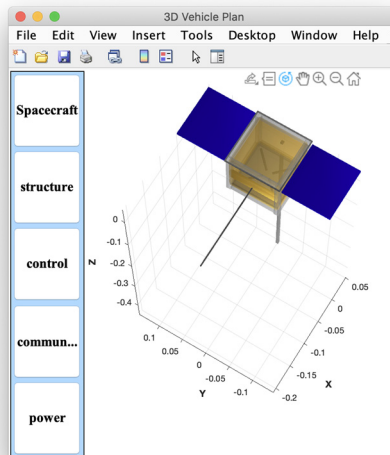 3D Vehicle Plan
File Edit View Insert Tools Desktop Window Help
Spacecraft
structure
control
commun...
power
0
-0.1
-0.2
-0.3
-0.4
Z
0.1
0.05
0
-0.05
-0.1
Y
0.05
0
-0.05
-0.1
-0.15
-0.2
X